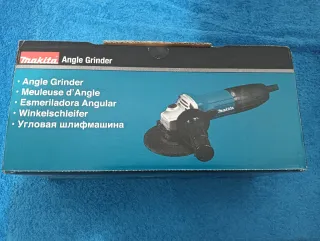 makita Angle Grinder
• Angle Grinder
• Meuleuse d'Angle
• Esmeriladora Angular
• Winkelschleifer
• Угловая шлифмашина
makita